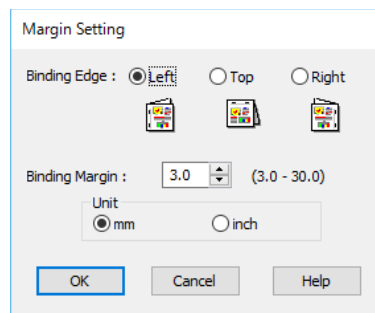 Margin Setting
Binding Edge : Left Top Right
Binding Margin : 3.0 (3.0 - 30.0)
Unit
mm inch
OK Cancel Help